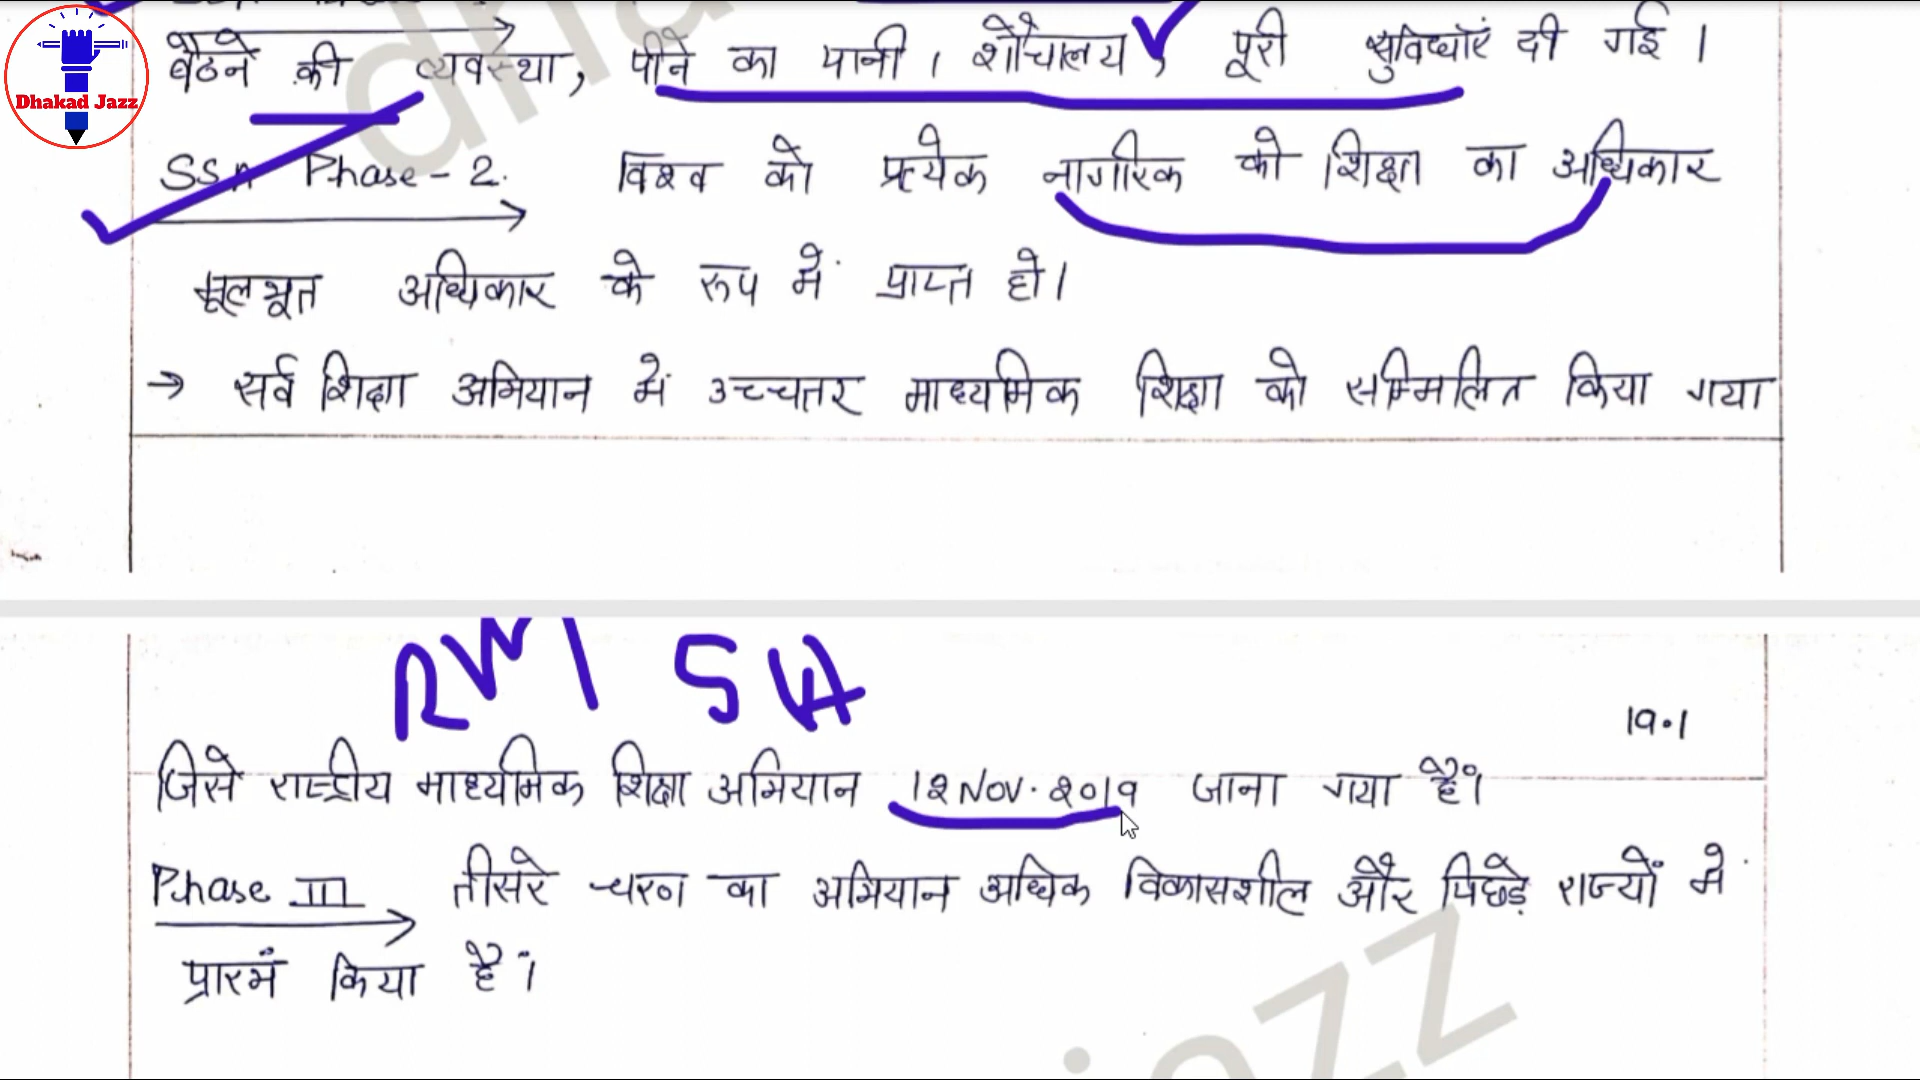 बैठने की व्यवस्था, पीने का पानी। शौचालय, पूरी सुविधाएं दी गई।
Dhakad Jazz
SSA Phase-2. विश्व को प्रत्येक नागरिक को शिक्षा का अधिकार
मूलभूत अधिकार के रूप में प्राप्त हो।
→ सर्व शिक्षा अभियान में उच्चतर माध्यमिक शिक्षा को सम्मिलित किया गया
RMSA
19.1
जिसे राष्ट्रीय माध्यमिक शिक्षा अभियान 12 Nov. 2019 जाना गया है।
Phase III तीसरे चरण का अभियान अधिक विकासशील और पिछड़े राज्यों में
प्रारभं किया है।
jazz